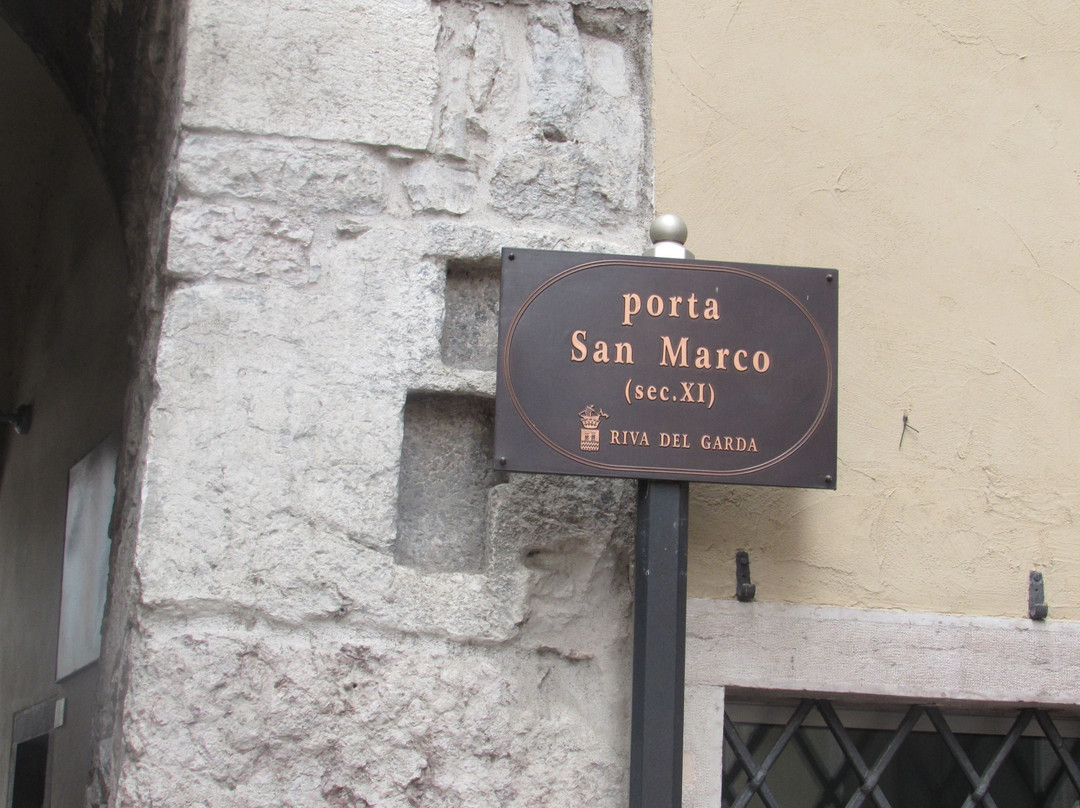 porta
San Marco
(sec.XI)
RIVA DEL GARDA